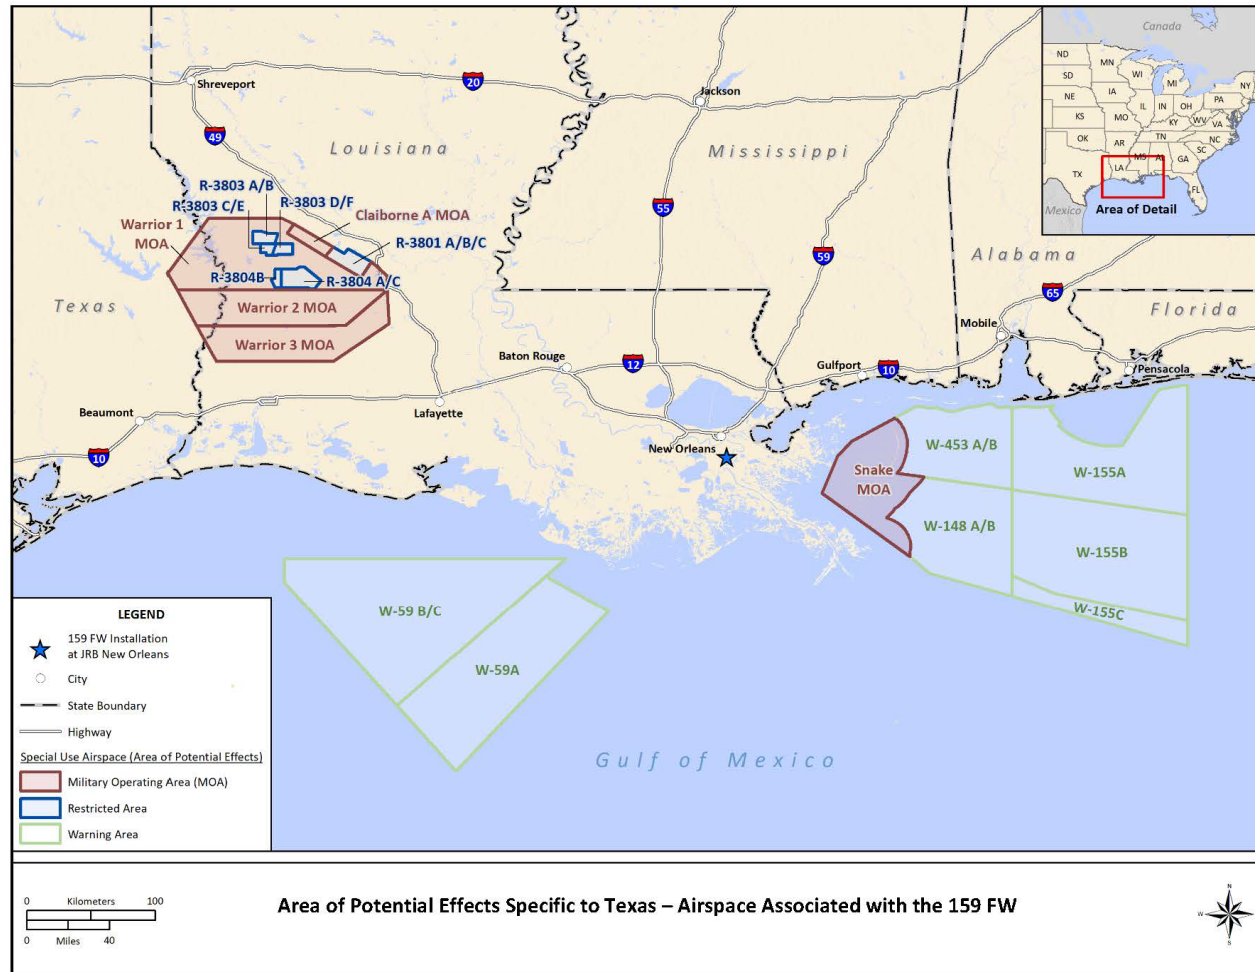 Canada
ND
MN
SD
WI
MI
NY
NE
IA
PA
IL
IN
OH
KS
MO
WV
VA
KY
OK
AR
TN
NC
SC
MS
AL
GA
TX
LA
FL
Mexico
Area of Detail
Shreveport
20
Jackson
49
Louisiana
Mississippi
R-3803 A/B
R-3803 C/E
R-3803 D/F
55
Warrior 1
MOA
Claiborne A MOA
R-3801 A/B/C
59
Alabama
R-3804B
R-3804 A/C
65
Texas
Warrior 2 MOA
Florida
Mobile
Warrior 3 MOA
Baton Rouge
12
Gulfport
10
Pensacola
Beaumont
Lafayette
New Orleans
10
W-453 A/B
Snake
MOA
W-155A
W-148 A/B
W-155B
W-59 B/C
W-155C
W-59A
Gulf of Mexico
LEGEND
159 FW Installation
at JRB New Orleans
City
State Boundary
Highway
Special Use Airspace (Area of Potential Effects)
Military Operating Area (MOA)
Restricted Area
Warning Area
0 Kilometers 100
0 Miles 40
Area of Potential Effects Specific to Texas – Airspace Associated with the 159 FW
N
W
E
S